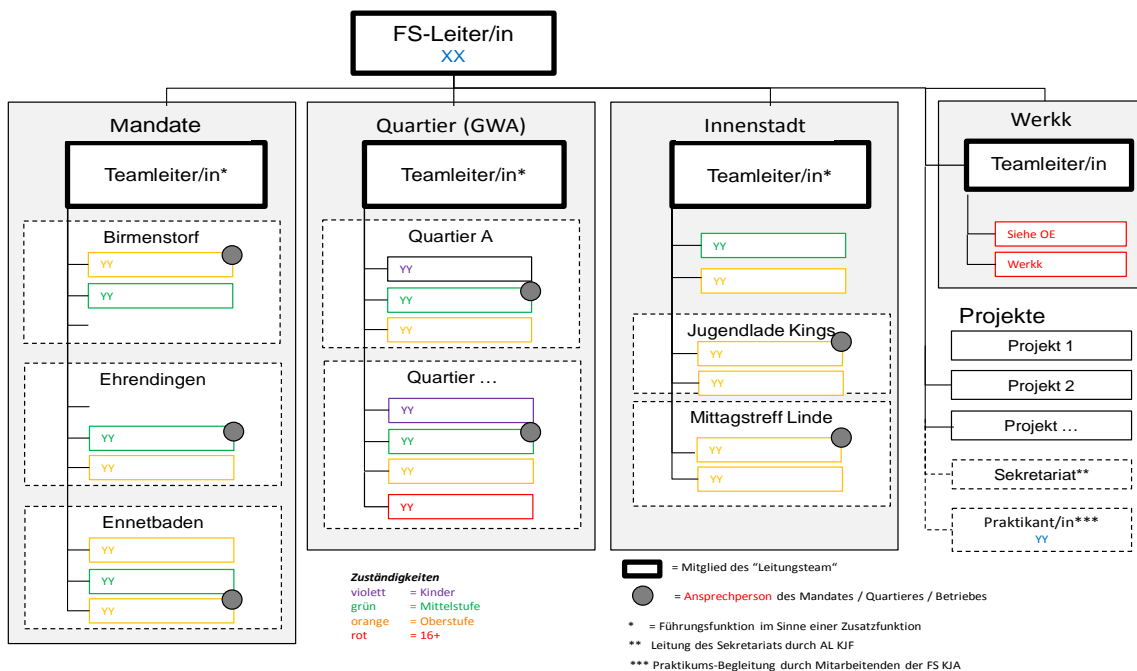 FS-Leiter/in
XX
Mandate
Teamleiter/in*
Birmenstorf
YY
YY
Ehrendingen
YY
YY
Ennetbaden
YY
YY
YY
Quartier (GWA)
Teamleiter/in*
Quartier A
YY
YY
YY
Quartier …
YY
YY
YY
YY
Innenstadt
Teamleiter/in*
YY
YY
Jugendlade Kings
YY
YY
Mittagstreff Linde
YY
YY
Werkk
Teamleiter/in
Siehe OE
Werkk
Projekte
Projekt 1
Projekt 2
Projekt …
Sekretariat**
Praktikant/in***
YY
Zuständigkeiten
violett = Kinder
grün = Mittelstufe
orange = Oberstufe
rot = 16+
= Mitglied des "Leitungsteam"
= Ansprechperson des Mandates / Quartieres / Betriebes
* = Führungsfunktion im Sinne einer Zusatzfunktion
** Leitung des Sekretariats durch AL KJF
*** Praktikums-Begleitung durch Mitarbeitenden der FS KJA